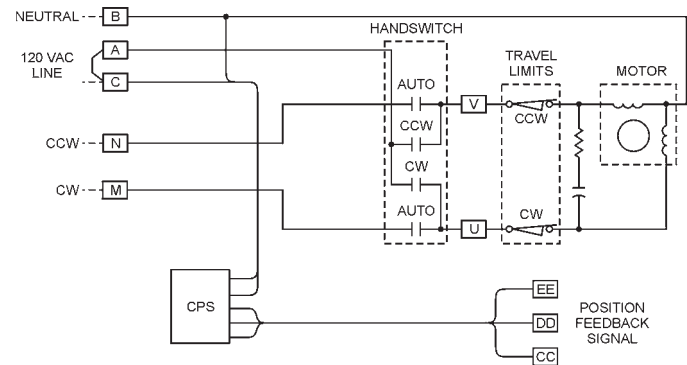 NEUTRAL
B
HANDSWITCH
A
120 VAC
LINE
C
TRAVEL
LIMITS
MOTOR
AUTO
V
CCW
CCW
CCW
N
CW
CW
M
AUTO
U
CW
CPS
EE
DD
CC
POSITION
FEEDBACK
SIGNAL